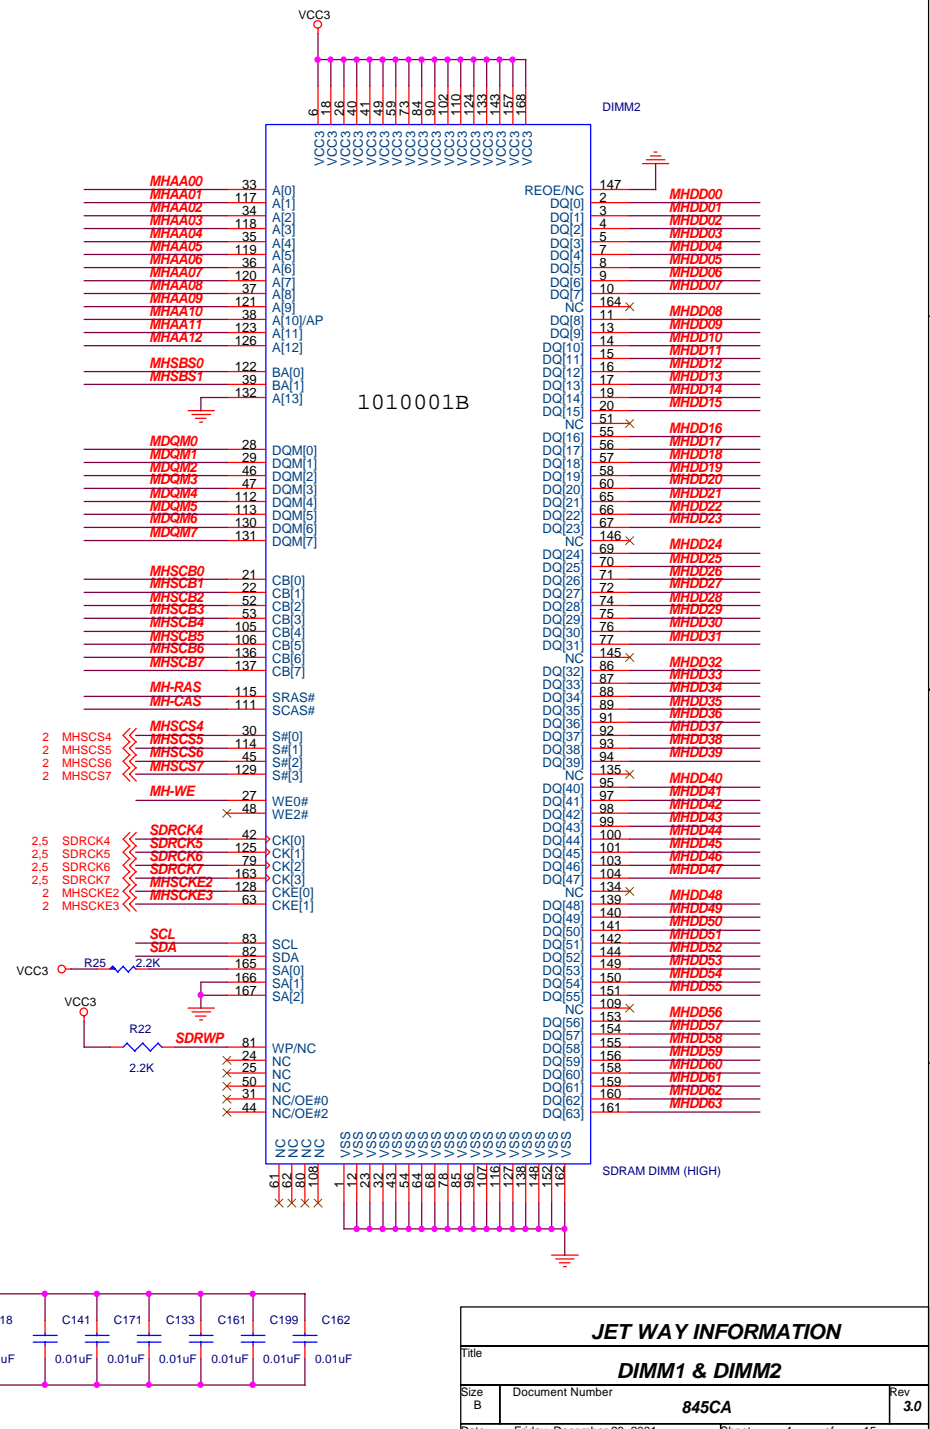 VCC3
6 18 26 40 41 49 59 73 84 90 102 110 124 133 143 157 168
DIMM2
VCC3 VCC3 VCC3 VCC3 VCC3 VCC3 VCC3 VCC3 VCC3 VCC3 VCC3 VCC3 VCC3 VCC3 VCC3 VCC3 VCC3
MHAA00 33 A[0]
MHAA01 117 A[1]
MHAA02 34 A[2]
MHAA03 118 A[3]
MHAA04 35 A[4]
MHAA05 119 A[5]
MHAA06 36 A[6]
MHAA07 120 A[7]
MHAA08 37 A[8]
MHAA09 121 A[9]
MHAA10 38 A[10]/AP
MHAA11 123 A[11]
MHAA12 126 A[12]
MHSBS0 122 BA[0]
MHSBS1 39 BA[1]
132 A[13]
1010001B
MDQM0 28 DQM[0]
MDQM1 29 DQM[1]
MDQM2 46 DQM[2]
MDQM3 47 DQM[3]
MDQM4 112 DQM[4]
MDQM5 113 DQM[5]
MDQM6 130 DQM[6]
MDQM7 131 DQM[7]
MHSCB0 21 CB[0]
MHSCB1 22 CB[1]
MHSCB2 52 CB[2]
MHSCB3 53 CB[3]
MHSCB4 105 CB[4]
MHSCB5 106 CB[5]
MHSCB6 136 CB[6]
MHSCB7 137 CB[7]
MH-RAS 115 SRAS#
MH-CAS 111 SCAS#
2 MHSCS4 MHSCS4 30 S#[0]
2 MHSCS5 MHSCS5 114 S#[1]
2 MHSCS6 MHSCS6 45 S#[2]
2 MHSCS7 MHSCS7 129 S#[3]
MH-WE 27 WE0#
48 WE2#
2,5 SDRCK4 SDRCK4 42 CK[0]
2,5 SDRCK5 SDRCK5 125 CK[1]
2,5 SDRCK6 SDRCK6 79 CK[2]
2,5 SDRCK7 SDRCK7 163 CK[3]
2 MHSCKE2 MHSCKE2 128 CKE[0]
2 MHSCKE3 MHSCKE3 63 CKE[1]
SCL 83 SCL
SDA 82 SDA
VCC3 R25 2.2K 165 SA[0]
166 SA[1]
167 SA[2]
VCC3
R22
SDRWP 81 WP/NC
2.2K
24 NC
25 NC
50 NC
31 NC/OE#0
44 NC/OE#2
REOE/NC 147
DQ[0] 2 MHDD00
DQ[1] 3 MHDD01
DQ[2] 4 MHDD02
DQ[3] 5 MHDD03
DQ[4] 7 MHDD04
DQ[5] 8 MHDD05
DQ[6] 9 MHDD06
DQ[7] 10 MHDD07
NC 164
DQ[8] 11 MHDD08
DQ[9] 13 MHDD09
DQ[10] 14 MHDD10
DQ[11] 15 MHDD11
DQ[12] 16 MHDD12
DQ[13] 17 MHDD13
DQ[14] 19 MHDD14
DQ[15] 20 MHDD15
NC 51
DQ[16] 55 MHDD16
DQ[17] 56 MHDD17
DQ[18] 57 MHDD18
DQ[19] 58 MHDD19
DQ[20] 60 MHDD20
DQ[21] 65 MHDD21
DQ[22] 66 MHDD22
DQ[23] 67 MHDD23
NC 146
DQ[24] 69 MHDD24
DQ[25] 70 MHDD25
DQ[26] 71 MHDD26
DQ[27] 72 MHDD27
DQ[28] 74 MHDD28
DQ[29] 75 MHDD29
DQ[30] 76 MHDD30
DQ[31] 77 MHDD31
NC 145
DQ[32] 86 MHDD32
DQ[33] 87 MHDD33
DQ[34] 88 MHDD34
DQ[35] 89 MHDD35
DQ[36] 91 MHDD36
DQ[37] 92 MHDD37
DQ[38] 93 MHDD38
DQ[39] 94 MHDD39
NC 135
DQ[40] 95 MHDD40
DQ[41] 97 MHDD41
DQ[42] 98 MHDD42
DQ[43] 99 MHDD43
DQ[44] 100 MHDD44
DQ[45] 101 MHDD45
DQ[46] 103 MHDD46
DQ[47] 104 MHDD47
NC 134
DQ[48] 139 MHDD48
DQ[49] 140 MHDD49
DQ[50] 141 MHDD50
DQ[51] 142 MHDD51
DQ[52] 144 MHDD52
DQ[53] 149 MHDD53
DQ[54] 150 MHDD54
DQ[55] 151 MHDD55
NC 109
DQ[56] 153 MHDD56
DQ[57] 154 MHDD57
DQ[58] 155 MHDD58
DQ[59] 156 MHDD59
DQ[60] 158 MHDD60
DQ[61] 159 MHDD61
DQ[62] 160 MHDD62
DQ[63] 161 MHDD63
NC NC NC NC VSS VSS VSS VSS VSS VSS VSS VSS VSS VSS VSS VSS VSS VSS VSS VSS VSS VSS
61 62 80 108 1 12 23 32 43 54 64 68 78 85 96 107 116 127 138 148 152 162
SDRAM DIMM (HIGH)
18 C141 C171 C133 C161 C199 C162
uF 0.01uF 0.01uF 0.01uF 0.01uF 0.01uF 0.01uF
JET WAY INFORMATION
Title
DIMM1 & DIMM2
Size Document Number Rev
B 845CA 3.0